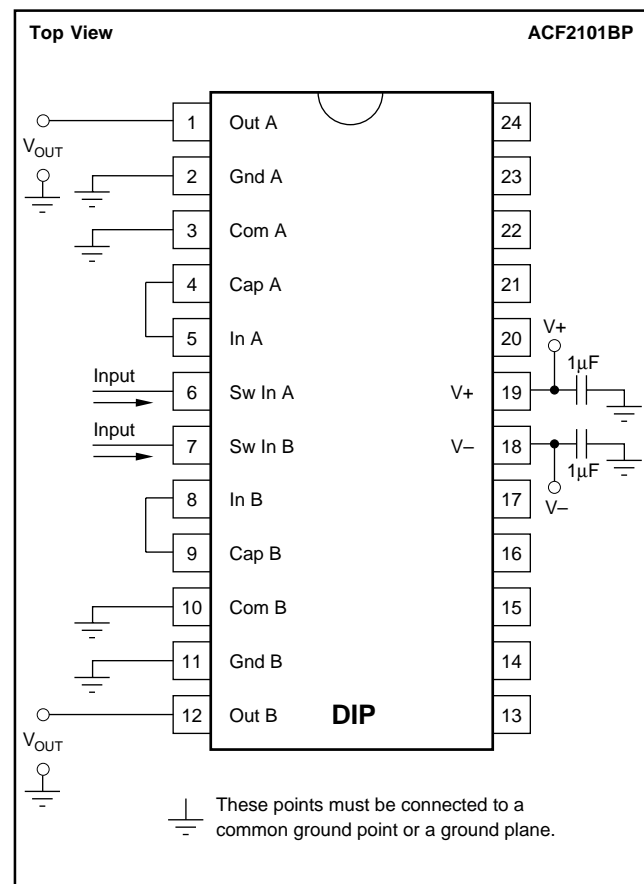 Top View ACF2101BP
1 Out A 24
V_OUT
2 Gnd A 23
3 Com A 22
4 Cap A 21
5 In A 20
V+
1μF
Input
6 Sw In A V+ 19
Input
7 Sw In B V– 18
1μF
V–
8 In B 17
9 Cap B 16
10 Com B 15
11 Gnd B 14
12 Out B DIP 13
V_OUT
These points must be connected to a
common ground point or a ground plane.